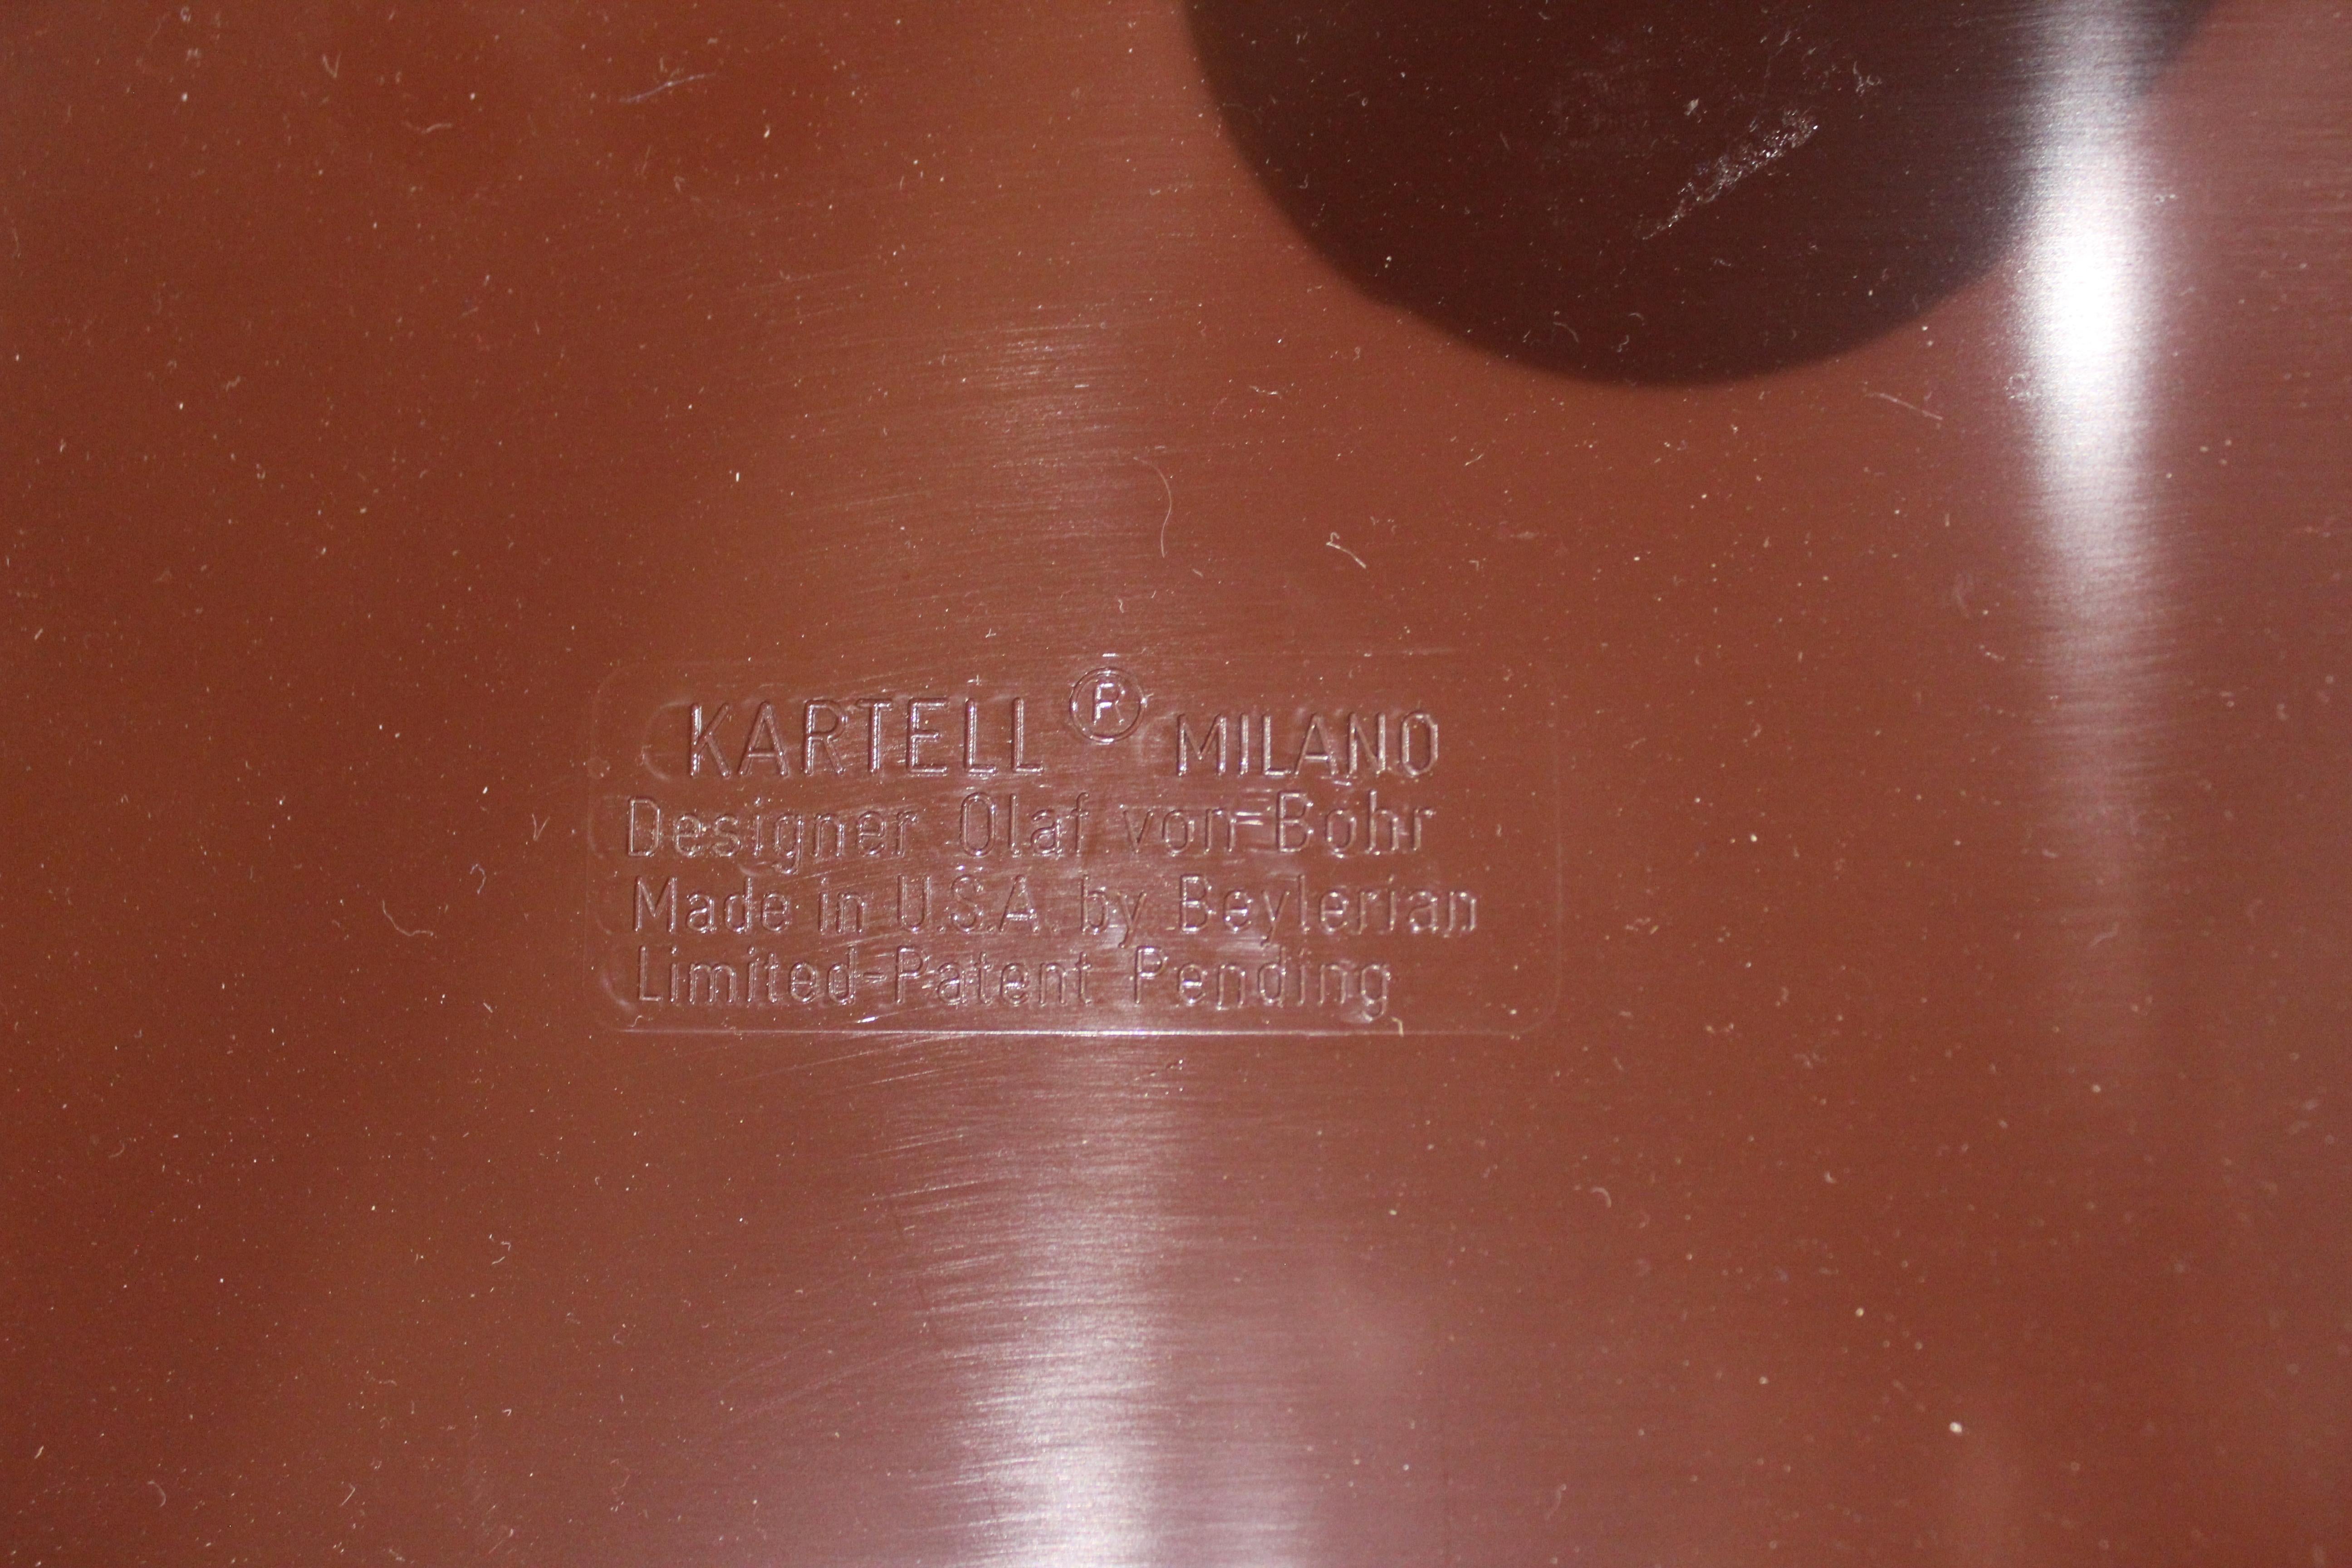 KARTELL ® MILANO
Designer Olaf von-Bohr
Made in U.S.A. by Beylerian
Limited-Patent Pending